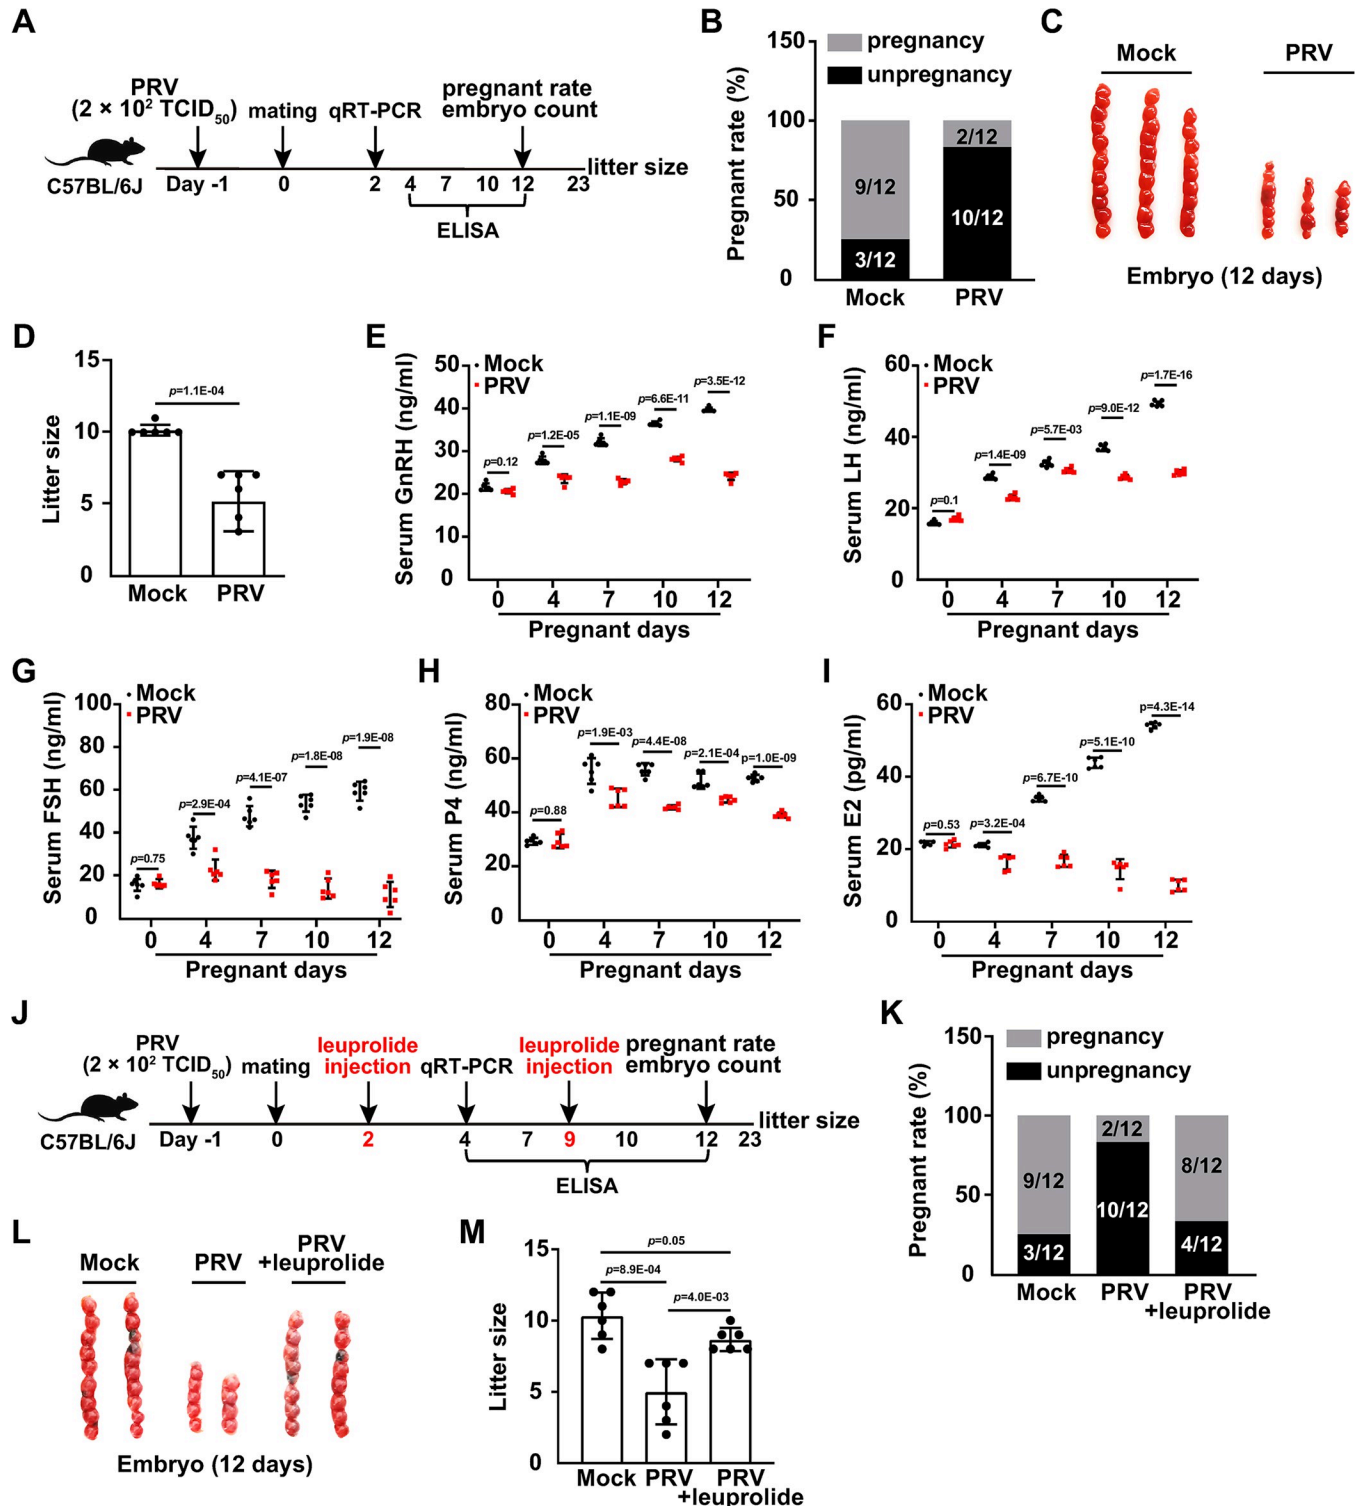 A
PRV
(2 × 10² TCID₅₀) mating qRT-PCR
pregnant rate
embryo count
litter size
C57BL/6J Day -1 0 2 4 7 10 12 23
ELISA
B
pregnancy
unpregnancy
Pregnant rate (%)
150
100
50
0
9/12
3/12
2/12
10/12
Mock PRV
C
Mock PRV
Embryo (12 days)
D
Litter size
15
10
5
0
p=1.1E-04
Mock PRV
E
Mock
PRV
Serum GnRH (ng/ml)
50
40
30
20
10
0
p=0.12
p=1.2E-05
p=1.1E-09
p=6.6E-11
p=3.5E-12
0 4 7 10 12
Pregnant days
F
Mock
PRV
Serum LH (ng/ml)
60
40
20
0
p=0.1
p=1.4E-09
p=5.7E-03
p=9.0E-12
p=1.7E-16
0 4 7 10 12
Pregnant days
G
Mock
PRV
Serum FSH (ng/ml)
100
80
60
40
20
0
p=0.75
p=2.9E-04
p=4.1E-07
p=1.8E-08
p=1.9E-08
0 4 7 10 12
Pregnant days
H
Mock
PRV
Serum P4 (ng/ml)
80
60
40
20
0
p=0.88
p=1.9E-03
p=4.4E-08
p=2.1E-04
p=1.0E-09
0 4 7 10 12
Pregnant days
I
Mock
PRV
Serum E2 (pg/ml)
60
40
20
0
p=0.53
p=3.2E-04
p=6.7E-10
p=5.1E-10
p=4.3E-14
0 4 7 10 12
Pregnant days
J
PRV
(2 × 10² TCID₅₀) mating
leuprolide
injection
qRT-PCR
leuprolide
injection
pregnant rate
embryo count
litter size
C57BL/6J Day -1 0 2 4 7 9 10 12 23
ELISA
K
pregnancy
unpregnancy
Pregnant rate (%)
150
100
50
0
9/12
3/12
2/12
10/12
8/12
4/12
Mock PRV PRV
+leuprolide
L
Mock PRV PRV
+leuprolide
Embryo (12 days)
M
Litter size
15
10
5
0
p=0.05
p=8.9E-04
p=4.0E-03
Mock PRV PRV
+leuprolide